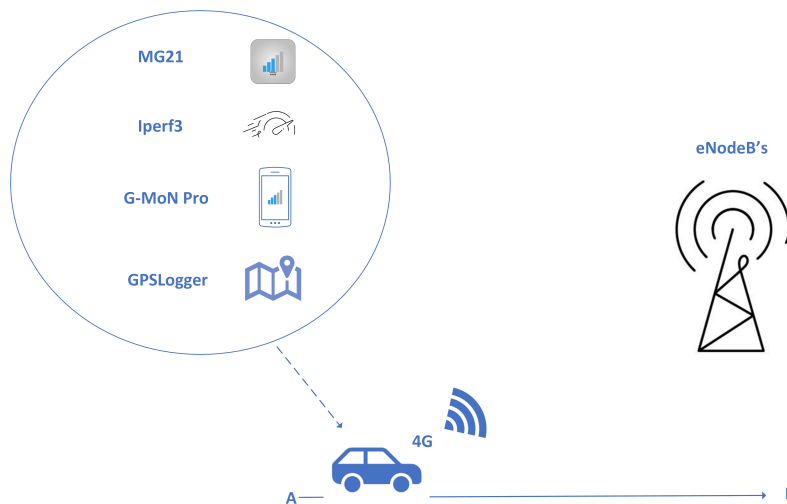 MG21
Iperf3
eNodeB's
G-MoN Pro
GPSLogger
4G
A